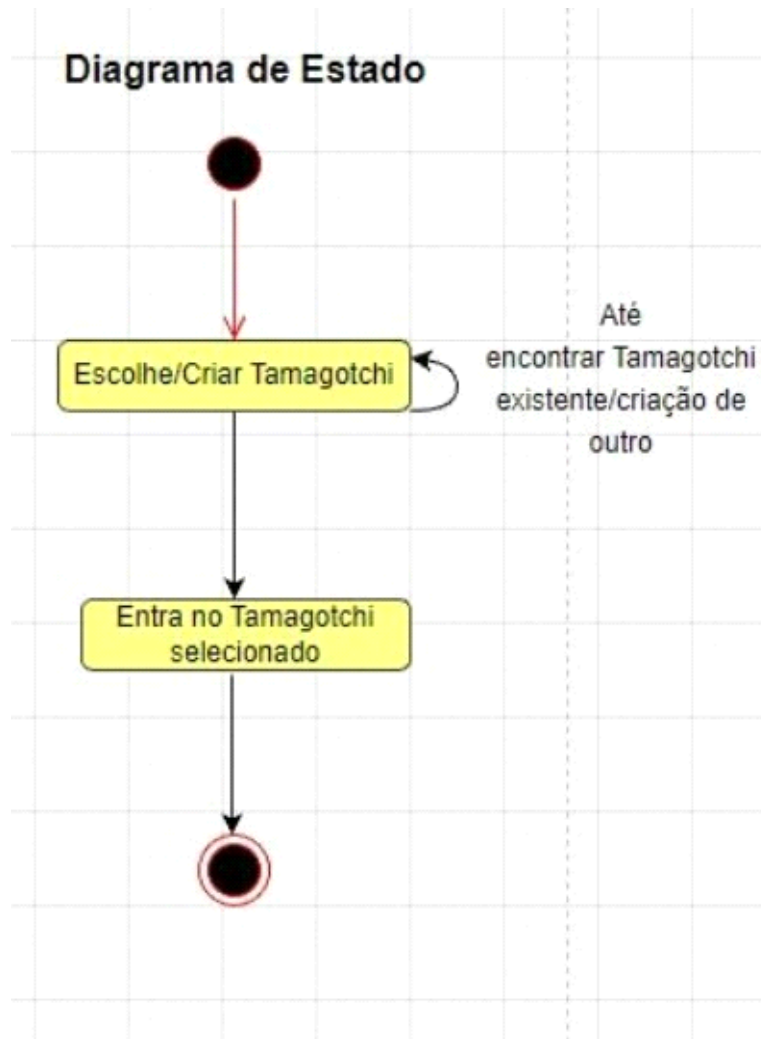 Diagrama de Estado
Escolhe/Criar Tamagotchi
Até
encontrar Tamagotchi
existente/criação de
outro
Entra no Tamagotchi
selecionado